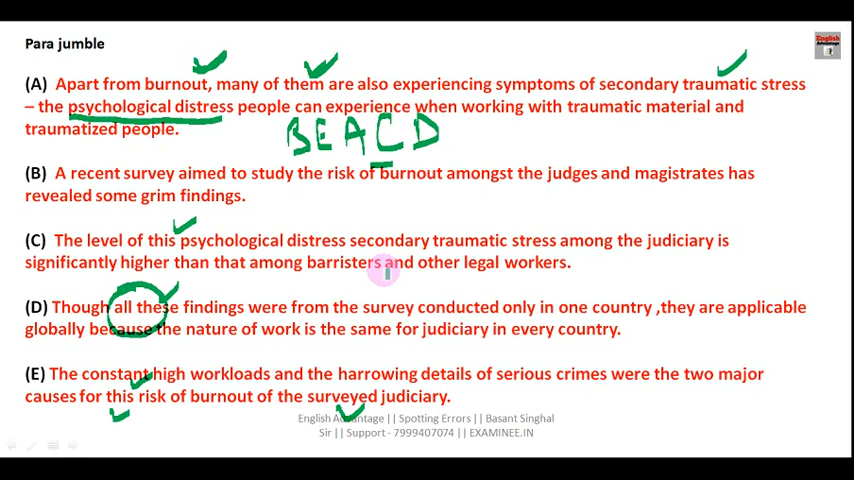 Para jumble
English
Advantage
(A) Apart from burnout, many of them are also experiencing symptoms of secondary traumatic stress
– the psychological distress people can experience when working with traumatic material and
traumatized people.
BEACD
(B) A recent survey aimed to study the risk of burnout amongst the judges and magistrates has
revealed some grim findings.
(C) The level of this psychological distress secondary traumatic stress among the judiciary is
significantly higher than that among barristers and other legal workers.
(D) Though all these findings were from the survey conducted only in one country ,they are applicable
globally because the nature of work is the same for judiciary in every country.
(E) The constant high workloads and the harrowing details of serious crimes were the two major
causes for this risk of burnout of the surveyed judiciary.
English Advantage || Spotting Errors || Basant Singhal
Sir || Support - 7999407074 || EXAMINEE.IN